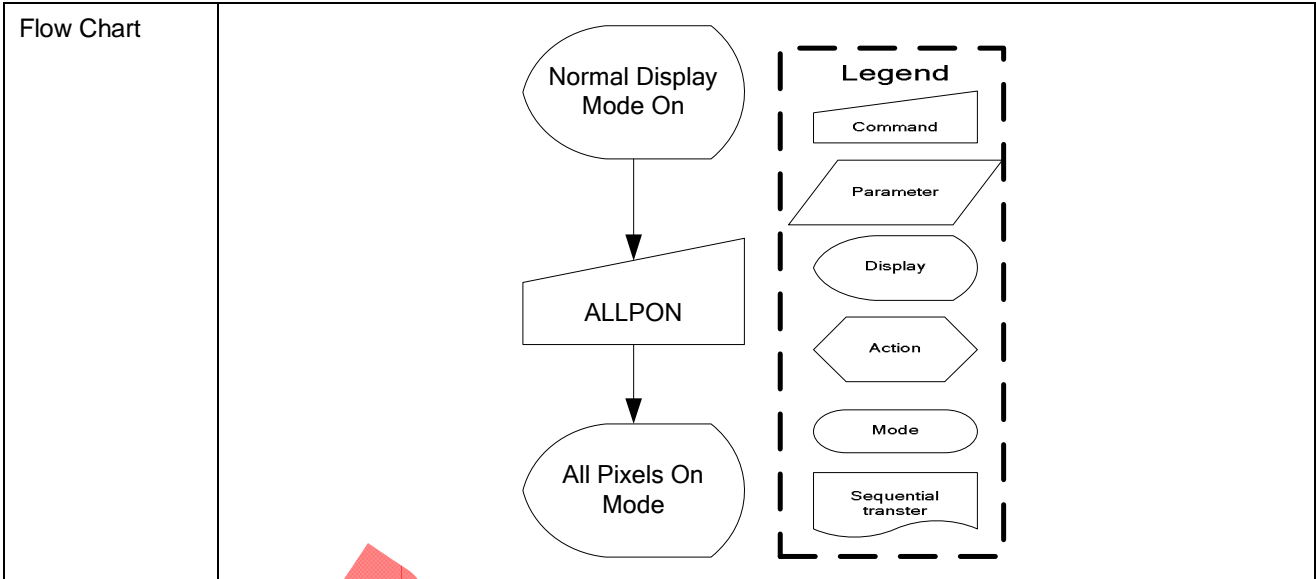 Flow Chart
Normal Display
Mode On
ALLPON
All Pixels On
Mode
Legend
Command
Parameter
Display
Action
Mode
Sequential
transter